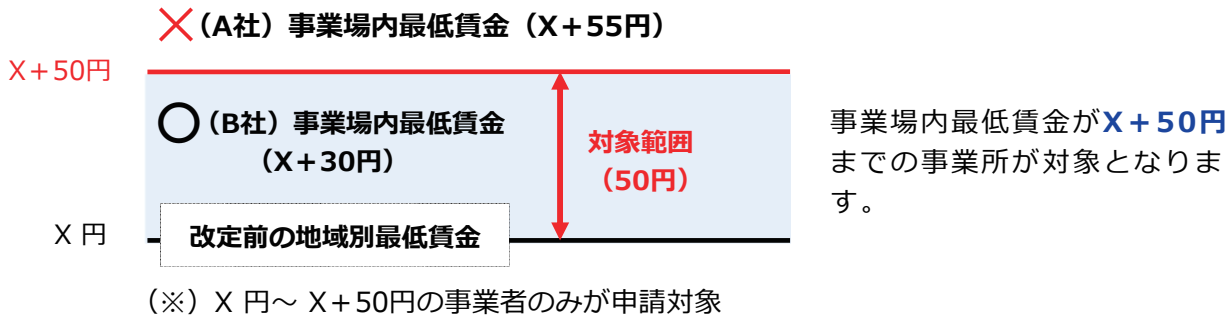 （A社）事業場内最低賃金（X＋55円）
X＋50円
（B社）事業場内最低賃金
（X＋30円）
対象範囲
（50円）
事業場内最低賃金がX＋50円
までの事業所が対象となりま
す。
X 円
改定前の地域別最低賃金
（※）X 円～ X＋50円の事業者のみが申請対象